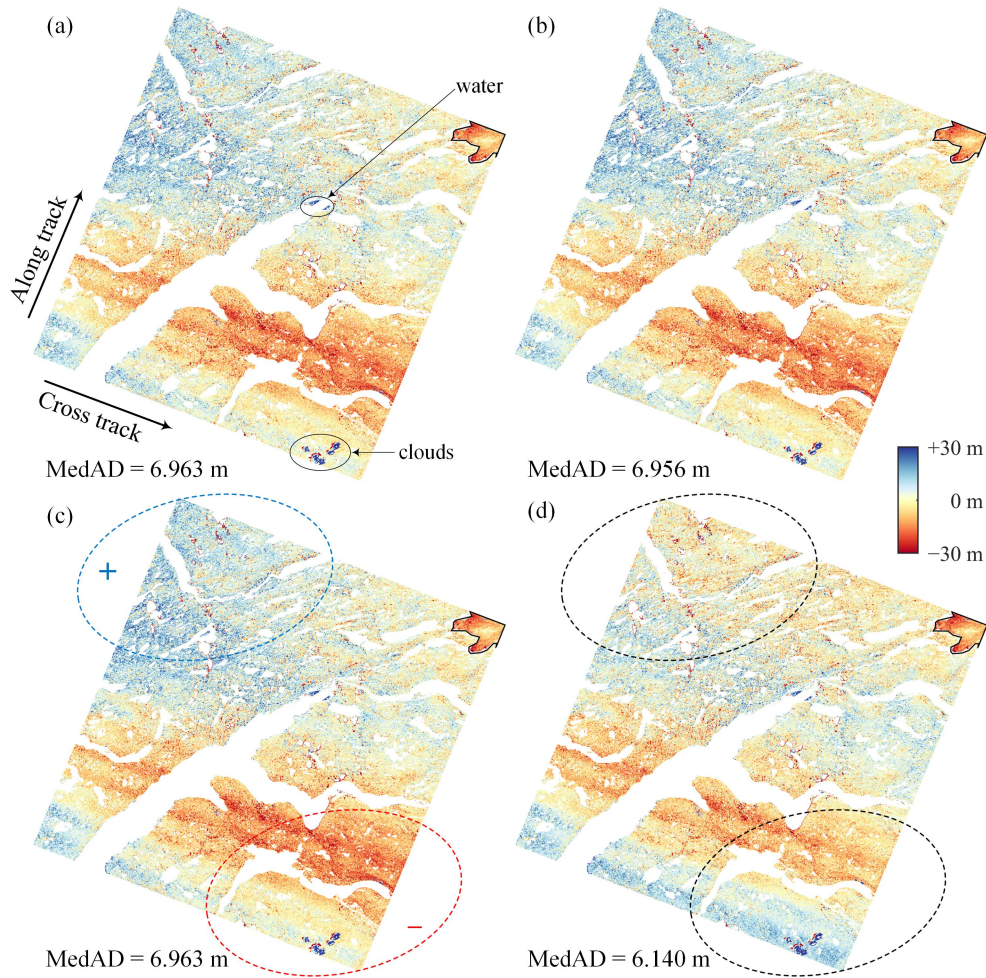 (a)
(b)
water
Along track
Cross track
clouds
MedAD = 6.963 m
MedAD = 6.956 m
+30 m
0 m
−30 m
(c)
(d)
+
−
MedAD = 6.963 m
MedAD = 6.140 m